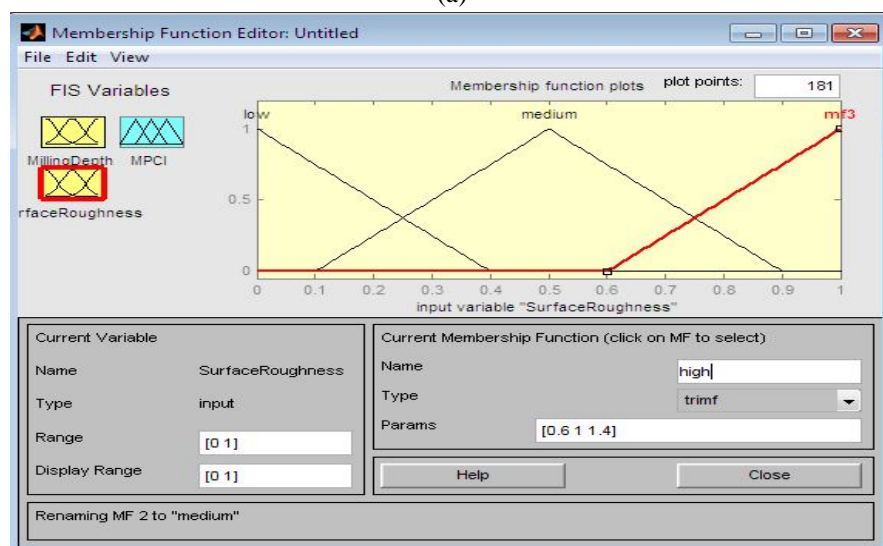 (a)
Membership Function Editor: Untitled
File Edit View
FIS Variables
MillingDepth MPCI
rfaceRoughness
Membership function plots plot points: 181
low medium mf3
1
0.5
0
0 0.1 0.2 0.3 0.4 0.5 0.6 0.7 0.8 0.9 1
input variable "SurfaceRoughness"
Current Variable
Name SurfaceRoughness
Type input
Range [0 1]
Display Range [0 1]
Current Membership Function (click on MF to select)
Name high
Type trimf
Params [0.6 1 1.4]
Help Close
Renaming MF 2 to "medium"